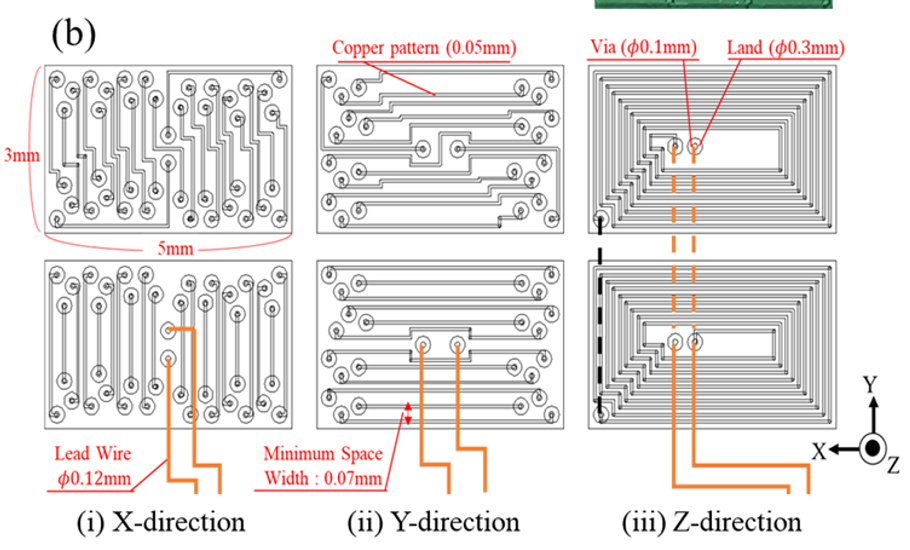 (b)
Copper pattern (0.05mm)
Via (ϕ0.1mm)
Land (ϕ0.3mm)
3mm
5mm
Lead Wire
ϕ0.12mm
Minimum Space
Width : 0.07mm
Y
X
Z
(i) X-direction
(ii) Y-direction
(iii) Z-direction